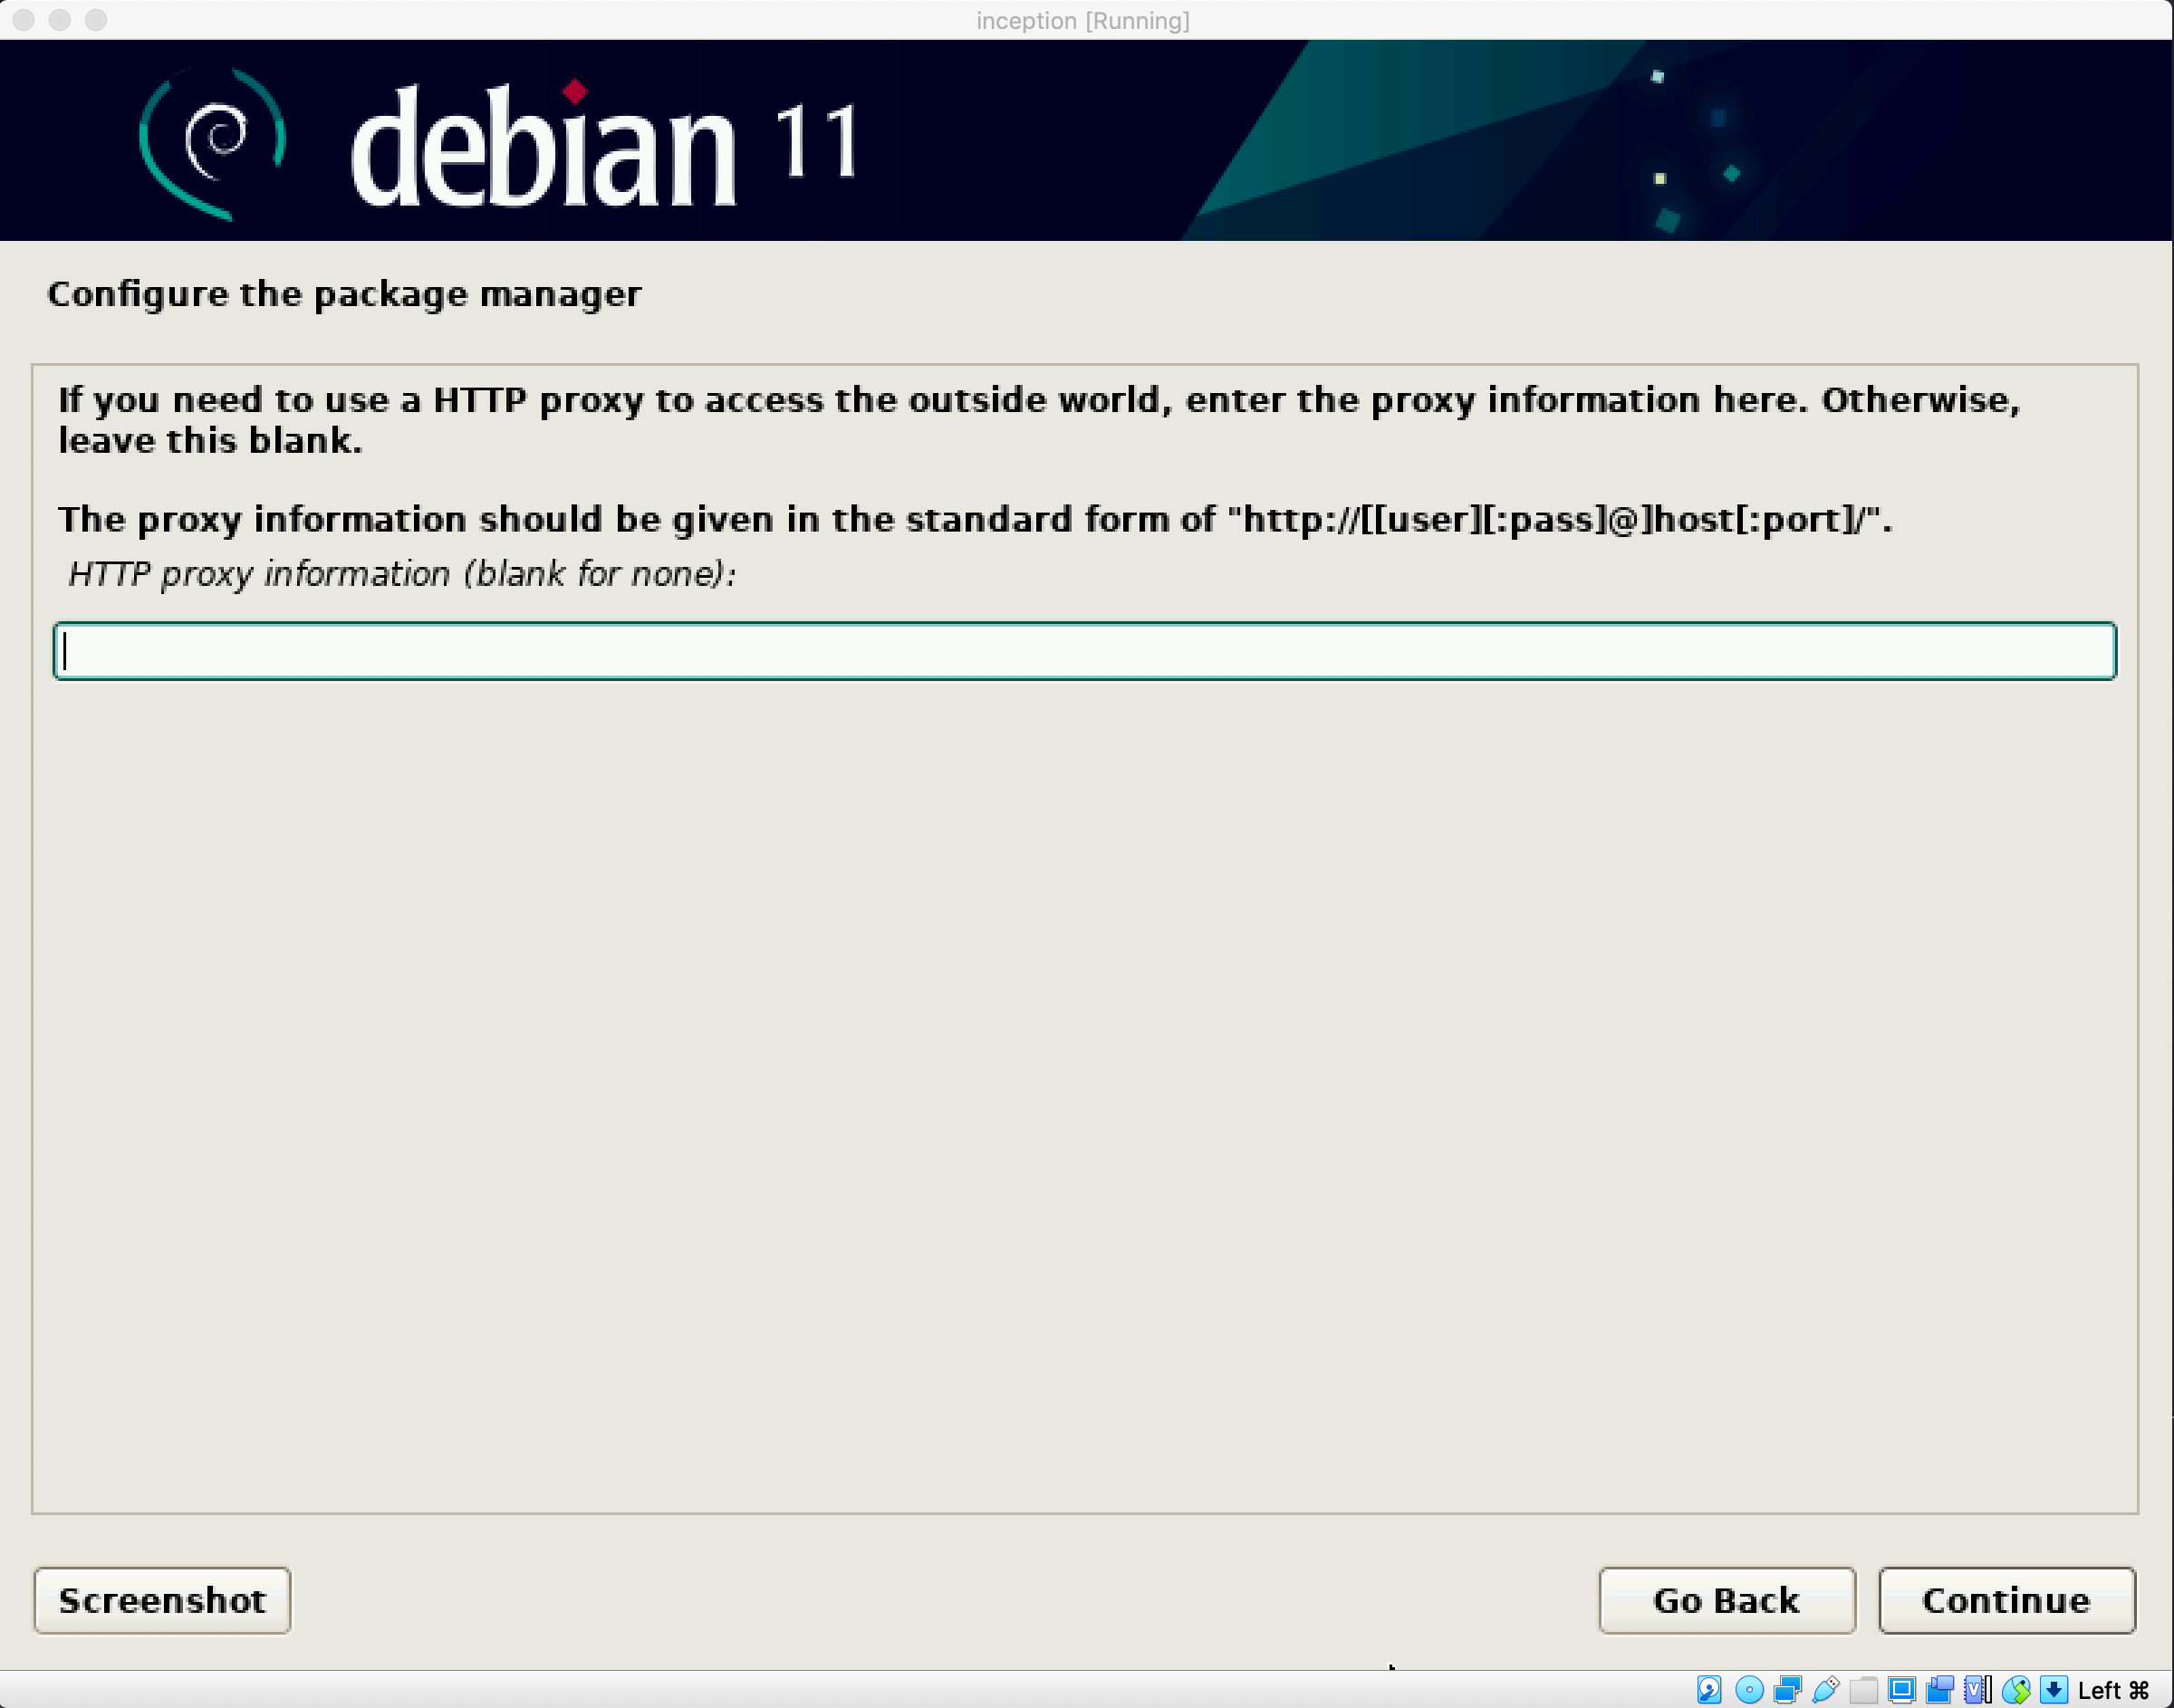 inception [Running]
debian 11
Configure the package manager
If you need to use a HTTP proxy to access the outside world, enter the proxy information here. Otherwise,
leave this blank.
The proxy information should be given in the standard form of "http://[[user][:pass]@]host[:port]/".
HTTP proxy information (blank for none):
Screenshot
Go Back
Continue
Left ⌘